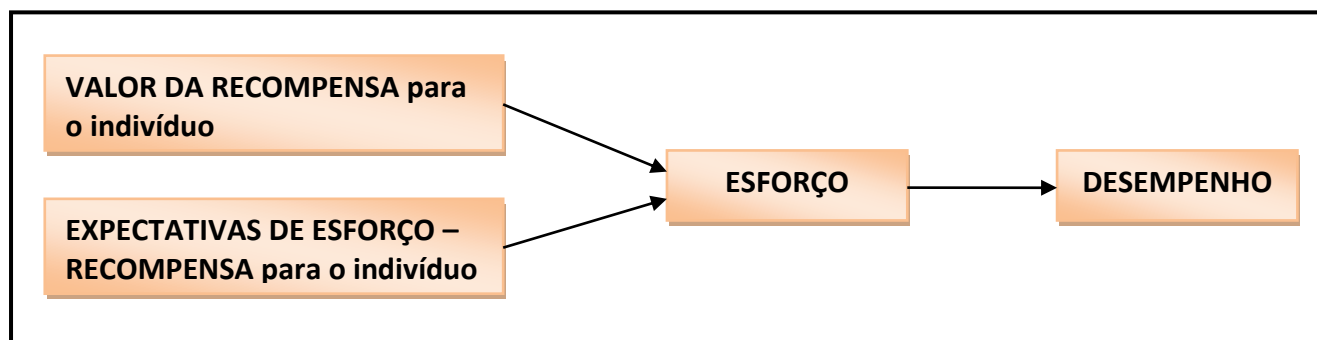 VALOR DA RECOMPENSA para
o indivíduo
EXPECTATIVAS DE ESFORÇO –
RECOMPENSA para o indivíduo
ESFORÇO
DESEMPENHO